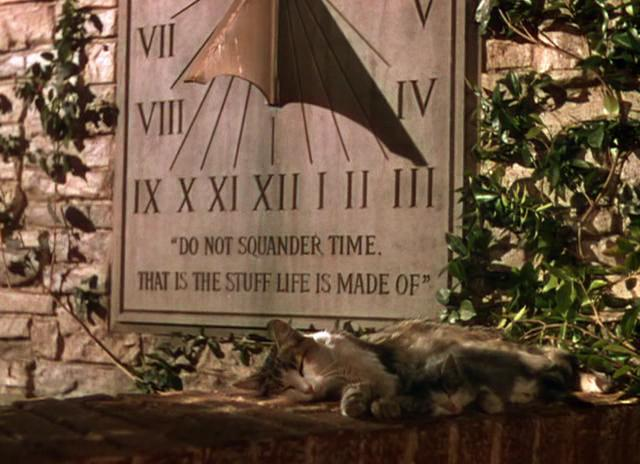 VII V
VIII IV
IX X XI XII I II III
"DO NOT SQUANDER TIME.
THAT IS THE STUFF LIFE IS MADE OF"